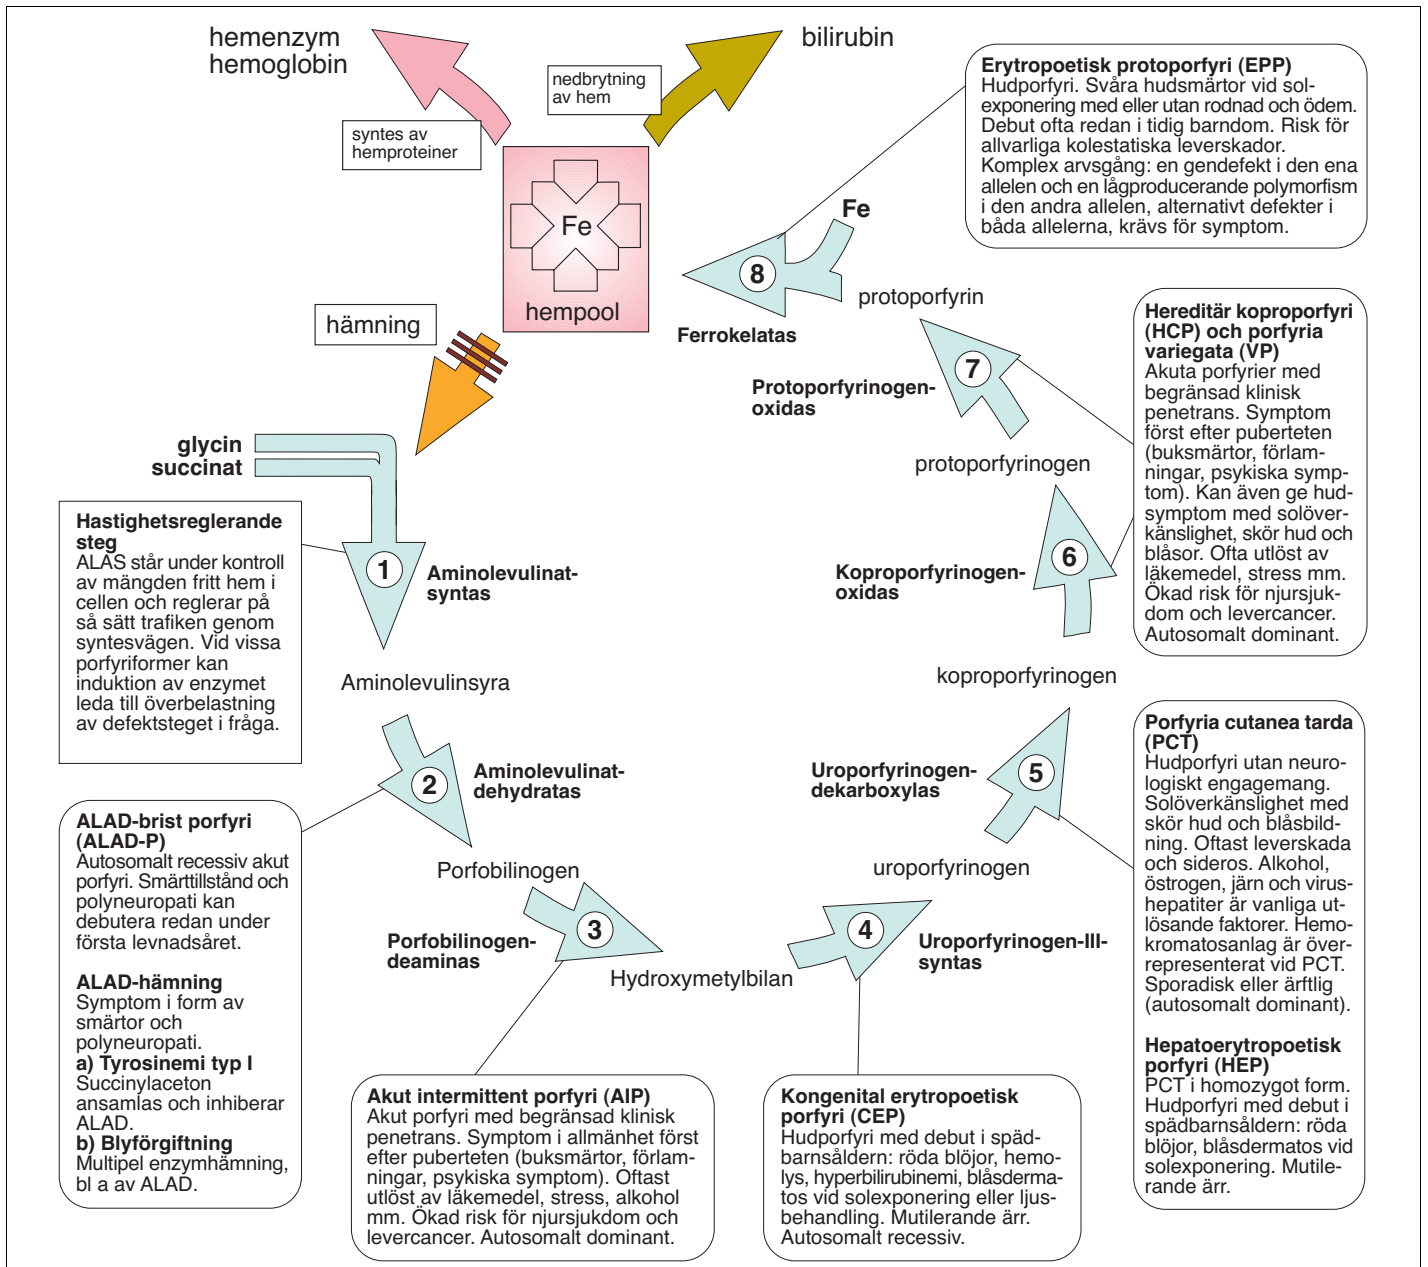 hemenzym
hemoglobin
bilirubin
nedbrytning
av hem
syntes av
hemproteiner
Fe
hempool
hämning
Erytropoetisk protoporfyri (EPP)
Hudporfyri. Svåra hudsmärtor vid sol-
exponering med eller utan rodnad och ödem.
Debut ofta redan i tidig barndom. Risk för
allvarliga kolestatiska leverskador.
Komplex arvsgång: en gendefekt i den ena
allelen och en lågproducerande polymorfism
i den andra allelen, alternativt defekter i
båda allelerna, krävs för symptom.
Fe
8
protoporfyrin
Ferrokelatas
Hereditär koproporfyri
(HCP) och porfyria
variegata (VP)
Akuta porfyrier med
begränsad klinisk
penetrans. Symptom
först efter puberteten
(buksmärtor, förlam-
ningar, psykiska symp-
tom). Kan även ge hud-
symptom med solöver-
känslighet, skör hud och
blåsor. Ofta utlöst av
läkemedel, stress mm.
Ökad risk för njursjuk-
dom och levercancer.
Autosomalt dominant.
7
Protoporfyrinogen-
oxidas
protoporfyrinogen
glycin
succinat
Hastighetsreglerande
steg
ALAS står under kontroll
av mängden fritt hem i
cellen och reglerar på
så sätt trafiken genom
syntesvägen. Vid vissa
porfyriformer kan
induktion av enzymet
leda till överbelastning
av defektsteget i fråga.
1
Aminolevulinat-
syntas
6
Koproporfyrinogen-
oxidas
Aminolevulinsyra
koproporfyrinogen
2
Aminolevulinat-
dehydratas
Uroporfyrinogen-
dekarboxylas
5
Porfyria cutanea tarda
(PCT)
Hudporfyri utan neuro-
logiskt engagemang.
Solöverkänslighet med
skör hud och blåsbild-
ning. Oftast leverskada
och sideros. Alkohol,
östrogen, järn och virus-
hepatiter är vanliga ut-
lösande faktorer. Hemo-
kromatosanlag är över-
representerat vid PCT.
Sporadisk eller ärftlig
(autosomalt dominant).
Hepatoerytropoetisk
porfyri (HEP)
PCT i homozygot form.
Hudporfyri med debut i
spädbarnsåldern: röda
blöjor, blåsdermatos vid
solexponering. Mutile-
rande ärr.
ALAD-brist porfyri
(ALAD-P)
Autosomalt recessiv akut
porfyri. Smärttillstånd och
polyneuropati kan
debutera redan under
första levnadsåret.
ALAD-hämning
Symptom i form av
smärtor och
polyneuropati.
a) Tyrosinemi typ I
Succinylaceton
ansamlas och inhiberar
ALAD.
b) Blyförgiftning
Multipel enzymhämning,
bl a av ALAD.
Porfobilinogen
uroporfyrinogen
3
Porfobilinogen-
deaminas
4
Uroporfyrinogen-III-
syntas
Hydroxymetylbilan
Akut intermittent porfyri (AIP)
Akut porfyri med begränsad klinisk
penetrans. Symptom i allmänhet först
efter puberteten (buksmärtor, förlam-
ningar, psykiska symptom). Oftast
utlöst av läkemedel, stress, alkohol
mm. Ökad risk för njursjukdom och
levercancer. Autosomalt dominant.
Kongenital erytropoetisk
porfyri (CEP)
Hudporfyri med debut i späd-
barnsåldern: röda blöjor, hemo-
lys, hyperbilirubinemi, blåsderma-
tos vid solexponering eller ljus-
behandling. Mutilerande ärr.
Autosomalt recessiv.